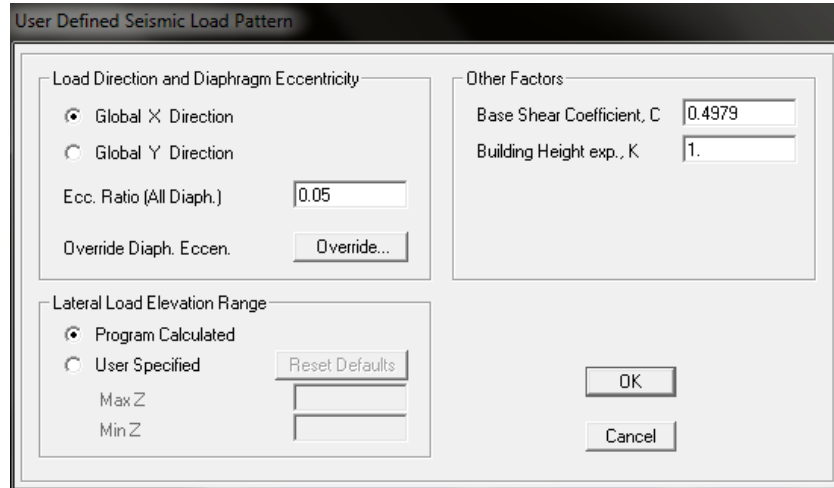 User Defined Seismic Load Pattern
Load Direction and Diaphragm Eccentricity
Global X Direction
Global Y Direction
Ecc. Ratio (All Diaph.) 0.05
Override Diaph. Eccen. Override...
Other Factors
Base Shear Coefficient, C 0.4979
Building Height exp., K 1.
Lateral Load Elevation Range
Program Calculated
User Specified Reset Defaults
Max Z
Min Z
OK
Cancel